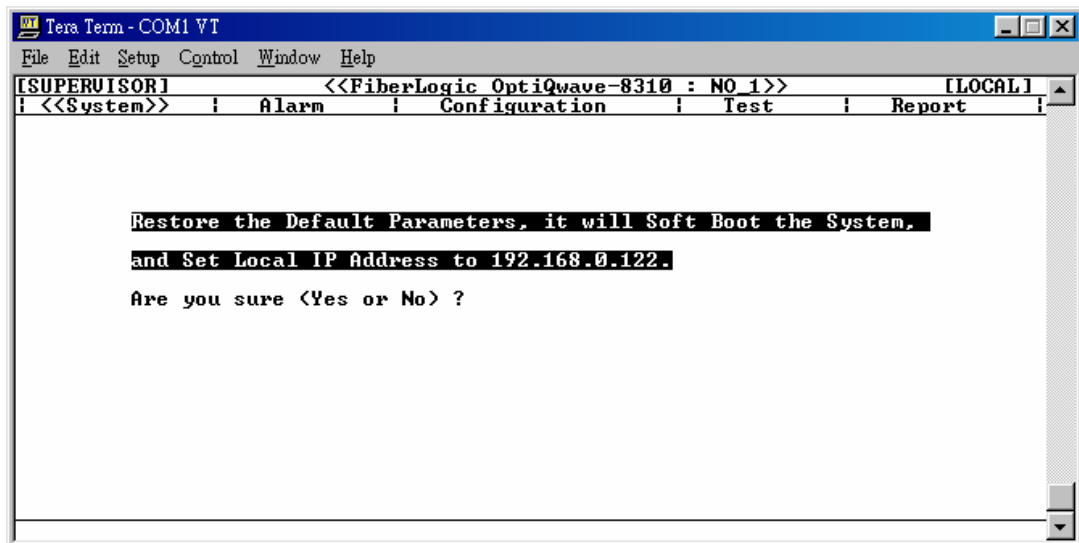 Tera Term - COM1 VT
File Edit Setup Control Window Help
[SUPERVISOR] <<FiberLogic OptiQwave-8310 : NO_1>> [LOCAL]
¦ <<System>> ¦ Alarm ¦ Configuration ¦ Test ¦ Report ¦
Restore the Default Parameters, it will Soft Boot the System,
and Set Local IP Address to 192.168.0.122.
Are you sure (Yes or No) ?